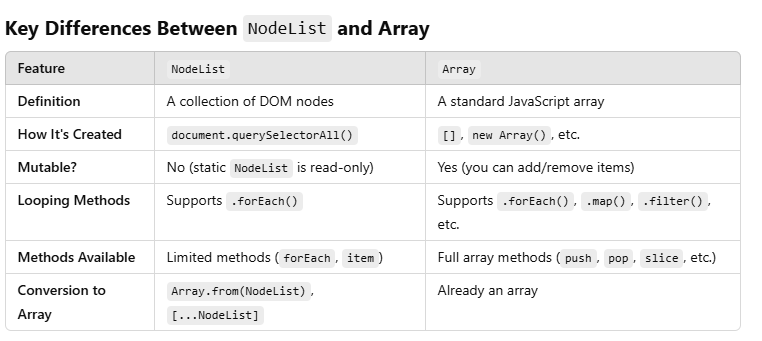 Key Differences Between NodeList and Array
Feature NodeList Array
Definition A collection of DOM nodes A standard JavaScript array
How It's Created document.querySelectorAll() [], new Array(), etc.
Mutable? No (static NodeList is read-only) Yes (you can add/remove items)
Looping Methods Supports .forEach() Supports .forEach(), .map(), .filter(),
etc.
Methods Available Limited methods (forEach, item) Full array methods (push, pop, slice, etc.)
Conversion to Array.from(NodeList), Already an array
Array [...NodeList]